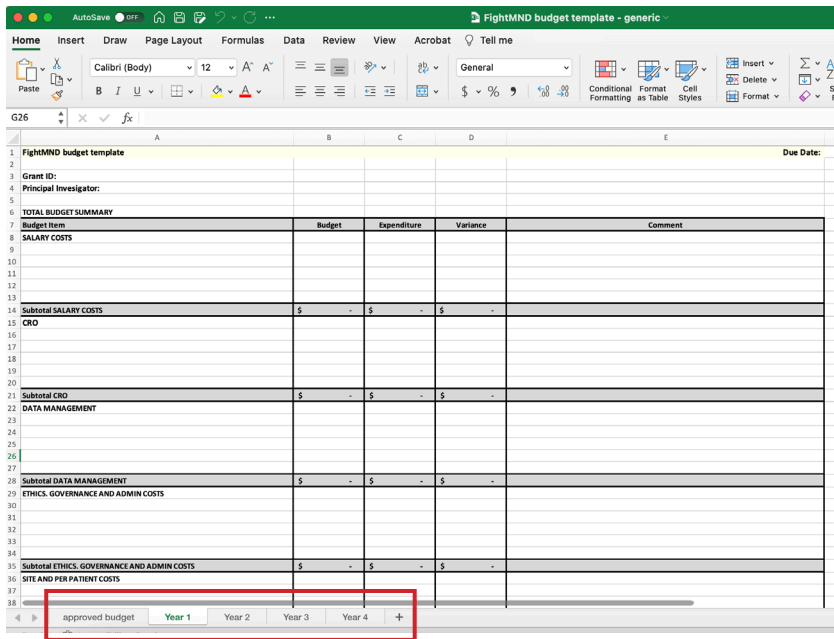 AutoSave OFF
FightMND budget template - generic
Home Insert Draw Page Layout Formulas Data Review View Acrobat Tell me
Paste
Calibri (Body) 12 A^ A˅
General
Insert
B I U
$ % 9
Conditional Formatting
Format as Table
Cell Styles
Delete
Format
G26 fx
A B C D E
1 FightMND budget template Due Date:
2
3 Grant ID:
4 Principal Invesigator:
5
6 TOTAL BUDGET SUMMARY
7 Budget Item Budget Expenditure Variance Comment
8 SALARY COSTS
9
10
11
12
13
14 Subtotal SALARY COSTS $ - $ - $ -
15 CRO
16
17
18
19
20
21 Subtotal CRO $ - $ - $ -
22 DATA MANAGEMENT
23
24
25
26
27
28 Subtotal DATA MANAGEMENT $ - $ - $ -
29 ETHICS. GOVERNANCE AND ADMIN COSTS
30
31
32
33
34
35 Subtotal ETHICS. GOVERNANCE AND ADMIN COSTS $ - $ - $ -
36 SITE AND PER PATIENT COSTS
37
38
approved budget Year 1 Year 2 Year 3 Year 4 +